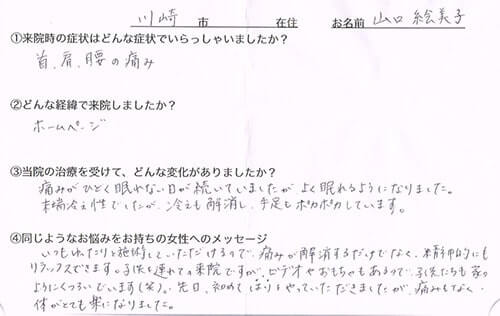 川崎 市 在住 お名前 山口 絵美子
①来院時の症状はどんな症状でいらっしゃいましたか？
首、肩、腰の痛み
②どんな経緯で来院しましたか？
ホームページ
③当院の治療を受けて、どんな変化がありましたか？
痛みがひどく眠れない日が続いていましたが、よく眠れるようになりました。
末端冷え性でしたが、冷えも解消し、手足もポカポカしています。
④同じようなお悩みをお持ちの女性へのメッセージ
いつもゆったりと施術していただけるので、痛みが解消するだけでなく、精神的にも
リラックスできます。子供を連れての来院ですが、ビデオやおもちゃもあるので、子供たちも家の
ようにくつろいでいます(笑)。先日、初めてはりをやっていただきましたが、痛みもなく、
体がとても楽になりました。